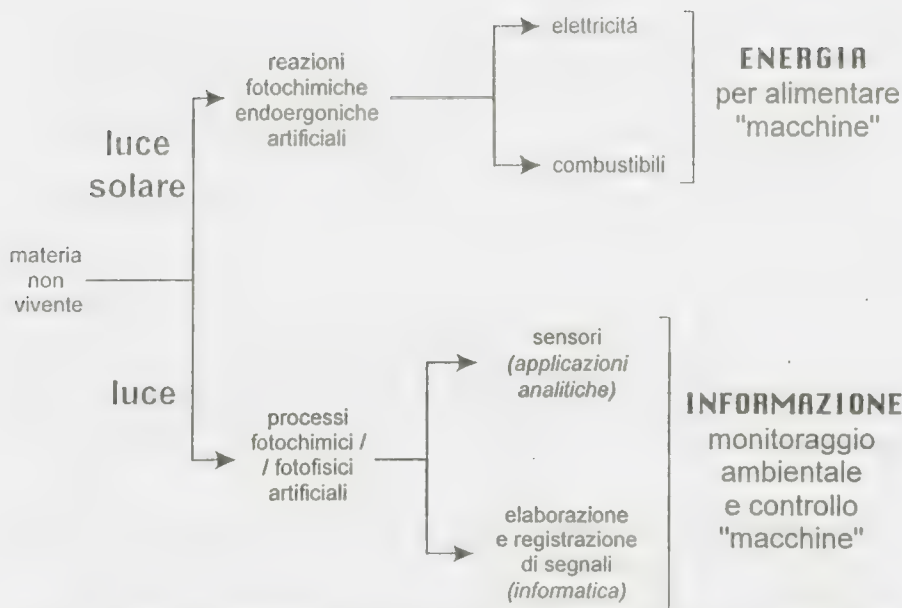 elettricitá
reazioni
fotochimiche
endoergoniche
artificiali
combustibili
ENERGIA
per alimentare
"macchine"
luce
solare
materia
non
vivente
luce
processi
fotochimici /
/ fotofisici
artificiali
sensori
(applicazioni
analitiche)
elaborazione
e registrazione
di segnali
(informatica)
INFORMAZIONE
monitoraggio
ambientale
e controllo
"macchine"